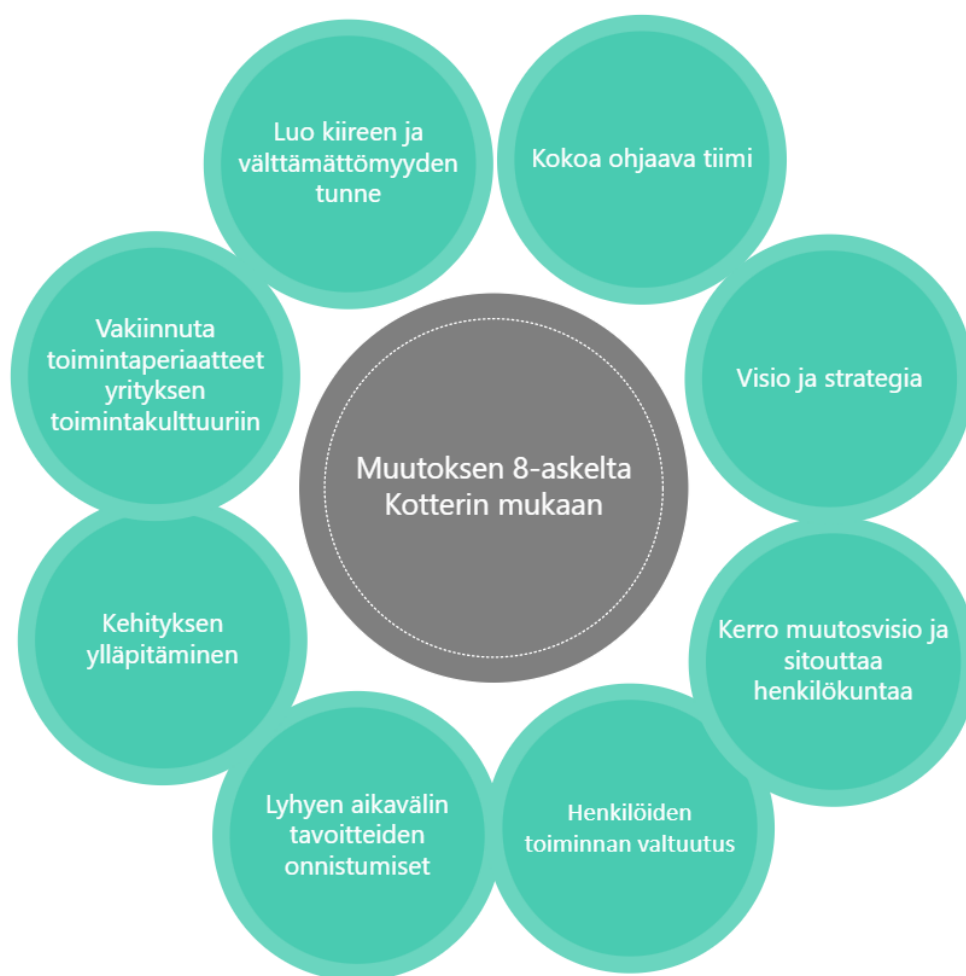 Luo kiireen ja
välttämättömyyden
tunne
Kokoa ohjaava tiimi
Visio ja strategia
Kerro muutosvisio ja
sitouttaa
henkilökuntaa
Henkilöiden
toiminnan valtuutus
Lyhyen aikavälin
tavoitteiden
onnistumiset
Kehityksen
ylläpitäminen
Vakiinnuta
toimintaperiaatteet
yrityksen
toimintakulttuuriin
Muutoksen 8-askelta
Kotterin mukaan